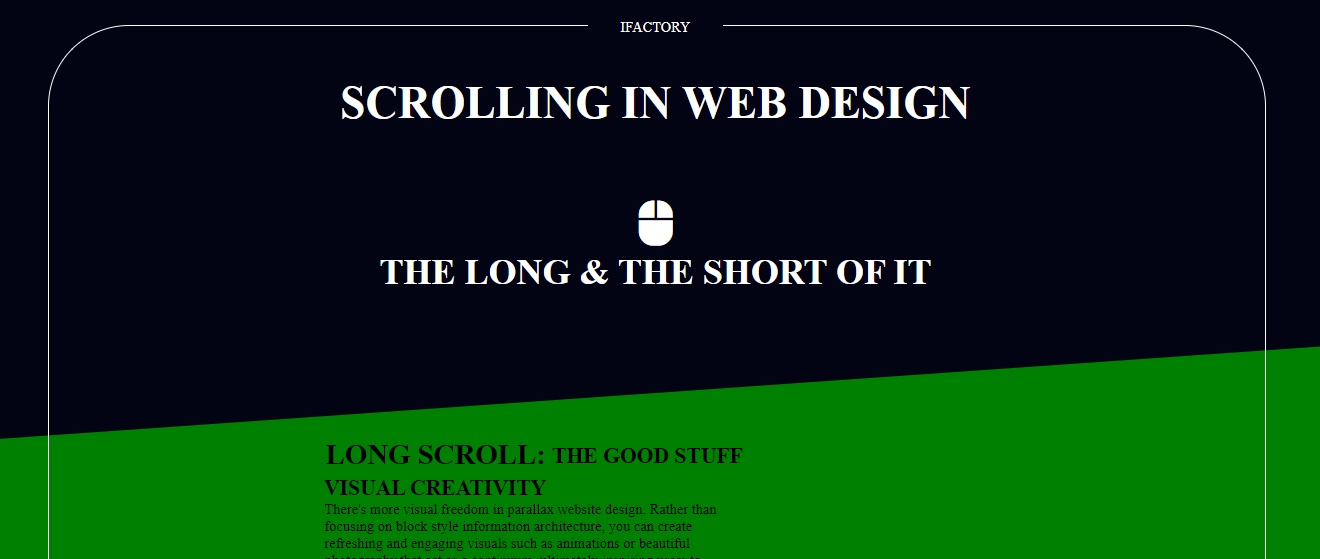 IFACTORY
SCROLLING IN WEB DESIGN
THE LONG & THE SHORT OF IT
LONG SCROLL: THE GOOD STUFF
VISUAL CREATIVITY
There's more visual freedom in parallax website design. Rather than
focusing on block style information architecture, you can create
refreshing and engaging visuals such as animations or beautiful